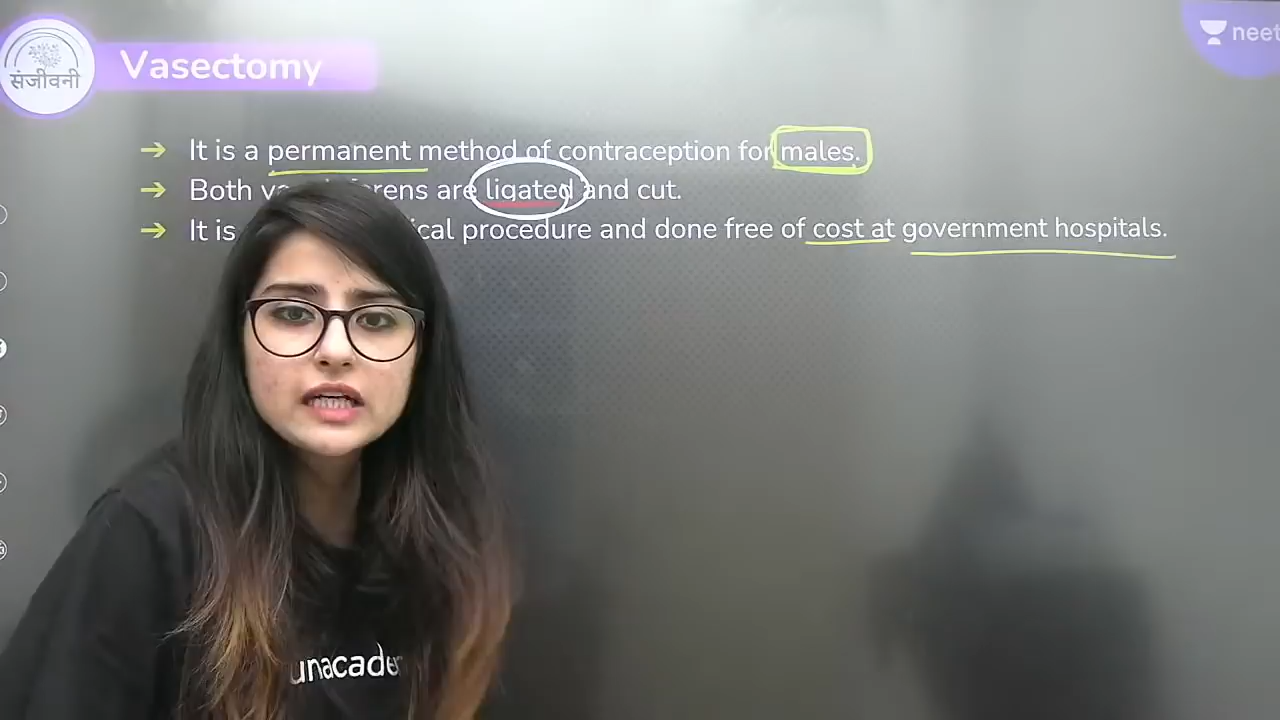 संजीवनी
Vasectomy
neet
It is a permanent method of contraception for males.
Both are ligated and cut.
It is procedure and done free of cost at government hospitals.